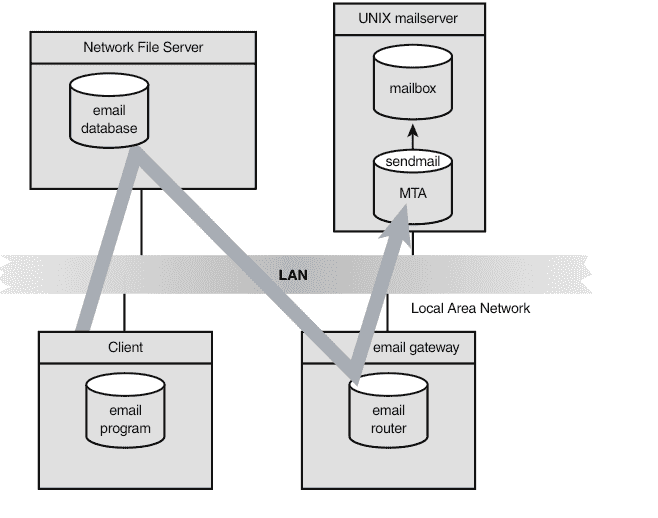 UNIX mailserver
Network File Server
mailbox
email
database
sendmail
MTA
LAN
Local Area Network
Client
email gateway
email
program
email
router